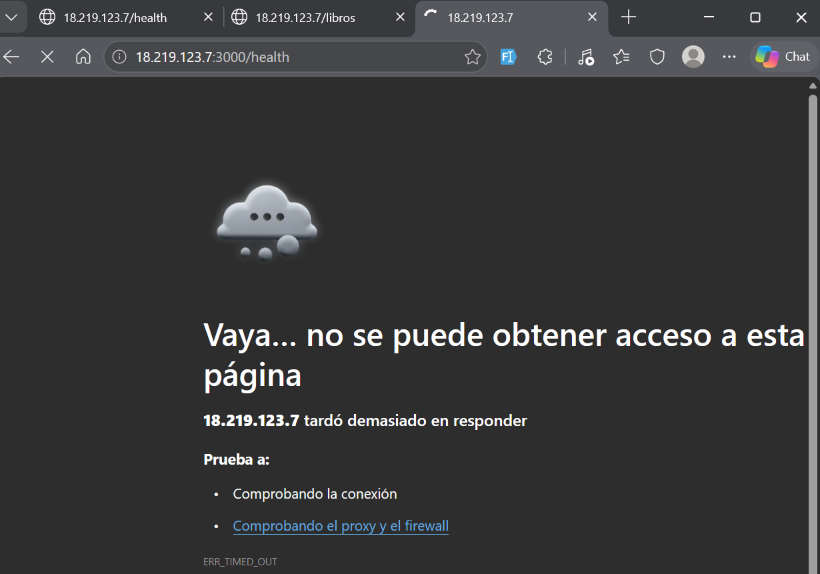 18.219.123.7/health
18.219.123.7/libros
18.219.123.7
18.219.123.7:3000/health
Chat
Vaya... no se puede obtener acceso a esta
página
18.219.123.7 tardó demasiado en responder
Prueba a:
• Comprobando la conexión
• Comprobando el proxy y el firewall
ERR_TIMED_OUT